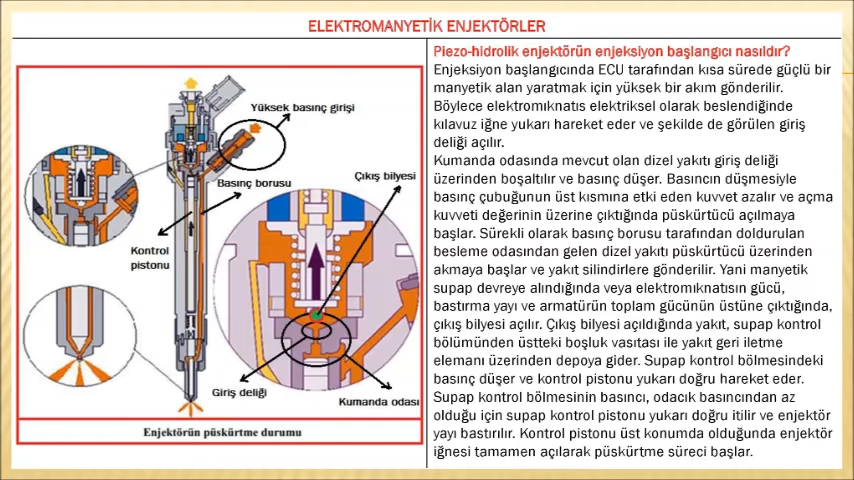 ELEKTROMANYETİK ENJEKTÖRLER
Yüksek basınç girişi
Çıkış bilyesi
Basınç borusu
Kontrol
pistonu
Giriş deliği
Kumanda odası
Enjektörün püskürtme durumu
Piezo-hidrolik enjektörün enjeksiyon başlangıcı nasıldır?
Enjeksiyon başlangıcında ECU tarafından kısa sürede güçlü bir
manyetik alan yaratmak için yüksek bir akım gönderilir.
Böylece elektromıknatıs elektriksel olarak beslendiğinde
kılavuz iğne yukarı hareket eder ve şekilde de görülen giriş
deliği açılır.
Kumanda odasında mevcut olan dizel yakıtı giriş deliği
üzerinden boşaltılır ve basınç düşer. Basıncın düşmesiyle
basınç çubuğunun üst kısmına etki eden kuvvet azalır ve açma
kuvveti değerinin üzerine çıktığında püskürtücü açılmaya
başlar. Sürekli olarak basınç borusu tarafından doldurulan
besleme odasından gelen dizel yakıtı püskürtücü üzerinden
akmaya başlar ve yakıt silindirlere gönderilir. Yani manyetik
supap devreye alındığında veya elektromıknatısın gücü,
bastırma yayı ve armatürün toplam gücünün üstüne çıktığında,
çıkış bilyesi açılır. Çıkış bilyesi açıldığında yakıt, supap kontrol
bölümünden üstteki boşluk vasıtası ile yakıt geri iletme
elemanı üzerinden depoya gider. Supap kontrol bölmesindeki
basınç düşer ve kontrol pistonu yukarı doğru hareket eder.
Supap kontrol bölmesinin basıncı, odacık basıncından az
olduğu için supap kontrol pistonu yukarı doğru itilir ve enjektör
yayı bastırılır. Kontrol pistonu üst konumda olduğunda enjektör
iğnesi tamamen açılarak püskürtme süreci başlar.